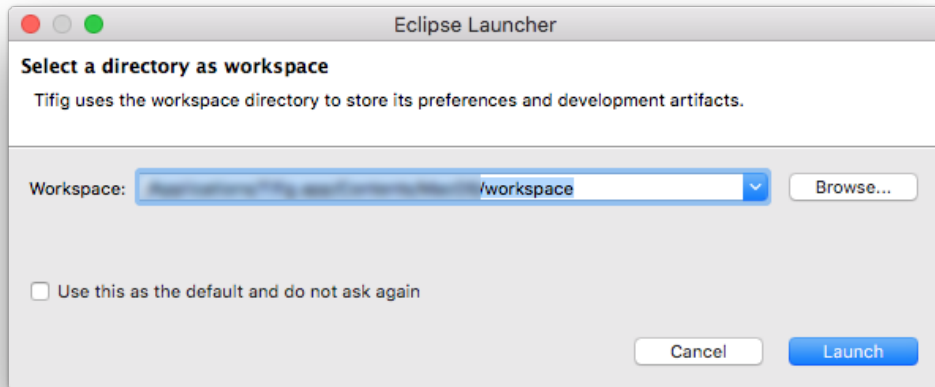 Eclipse Launcher
Select a directory as workspace
Tifig uses the workspace directory to store its preferences and development artifacts.
Workspace: /workspace Browse...
Use this as the default and do not ask again
Cancel Launch